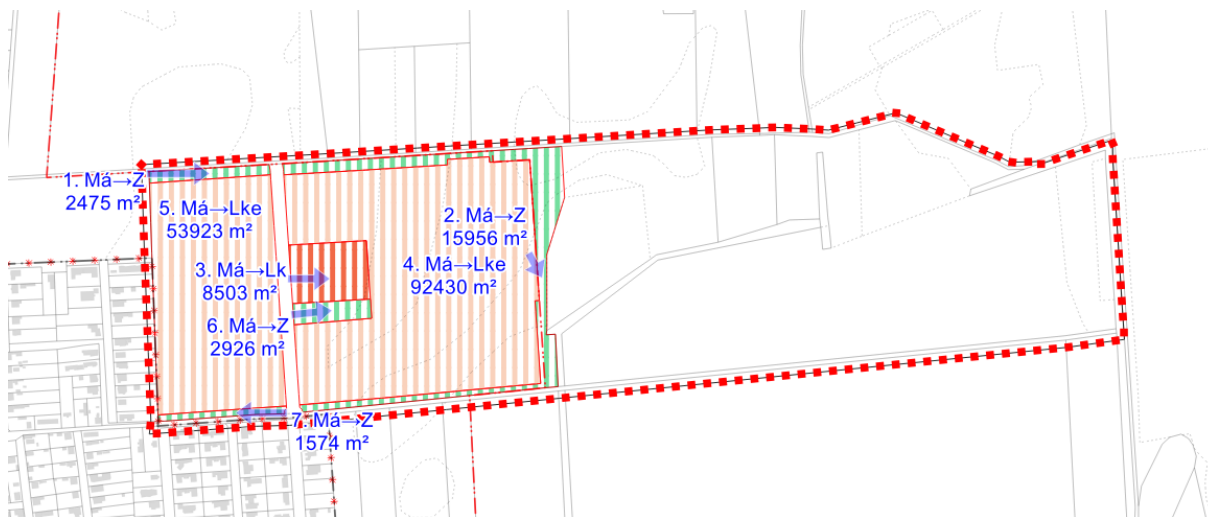 1. Má→Z
2475 m²
5. Má→Lke
53923 m²
2. Má→Z
15956 m²
4. Má→Lke
92430 m²
3. Má→Lk
8503 m²
6. Má→Z
2926 m²
7. Má→Z
1574 m²